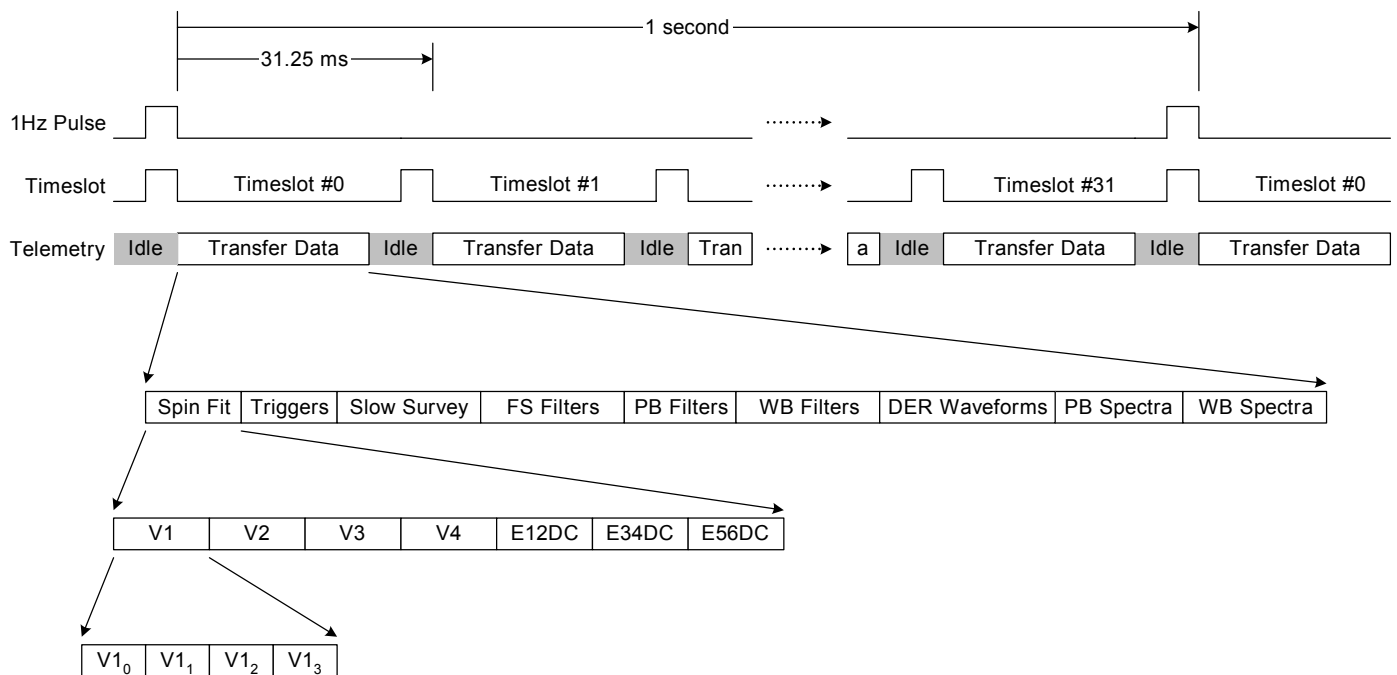 1 second
31.25 ms
1Hz Pulse
Timeslot Timeslot #0 Timeslot #1 Timeslot #31 Timeslot #0
Telemetry Idle Transfer Data Idle Transfer Data Idle Tran a Idle Transfer Data Idle Transfer Data
Spin Fit Triggers Slow Survey FS Filters PB Filters WB Filters DER Waveforms PB Spectra WB Spectra
V1 V2 V3 V4 E12DC E34DC E56DC
V1₀ V1₁ V1₂ V1₃